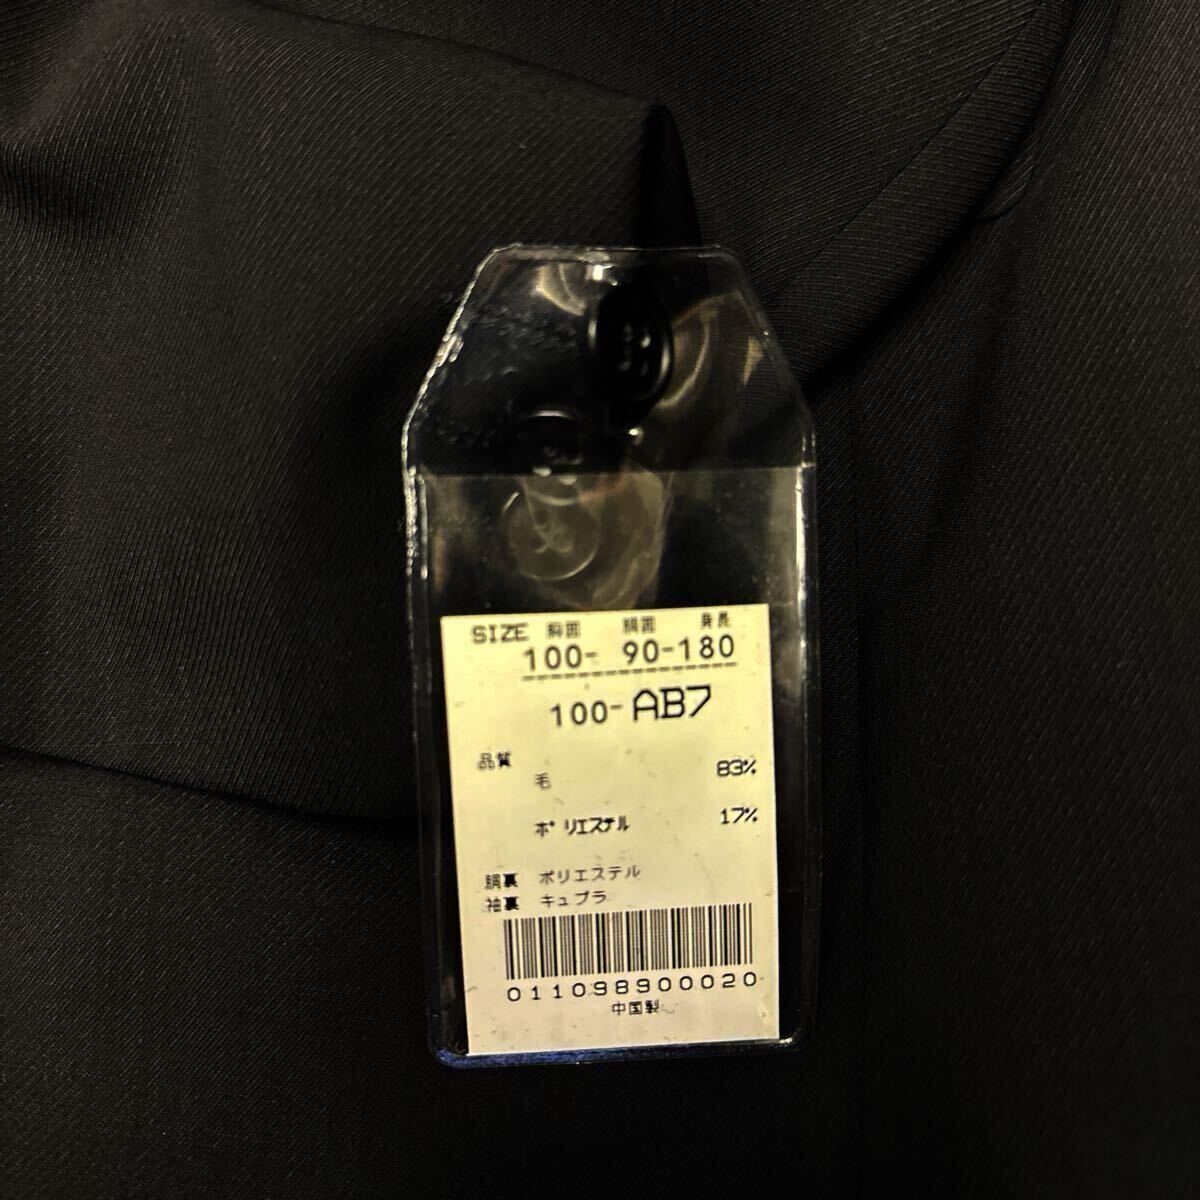 SIZE 胸囲 胴囲 身長
100- 90-180
100-AB7
品質
毛 83%
ポリエステル 17%
胴裏 ポリエステル
袖裏 キュプラ
011098900020
中国製